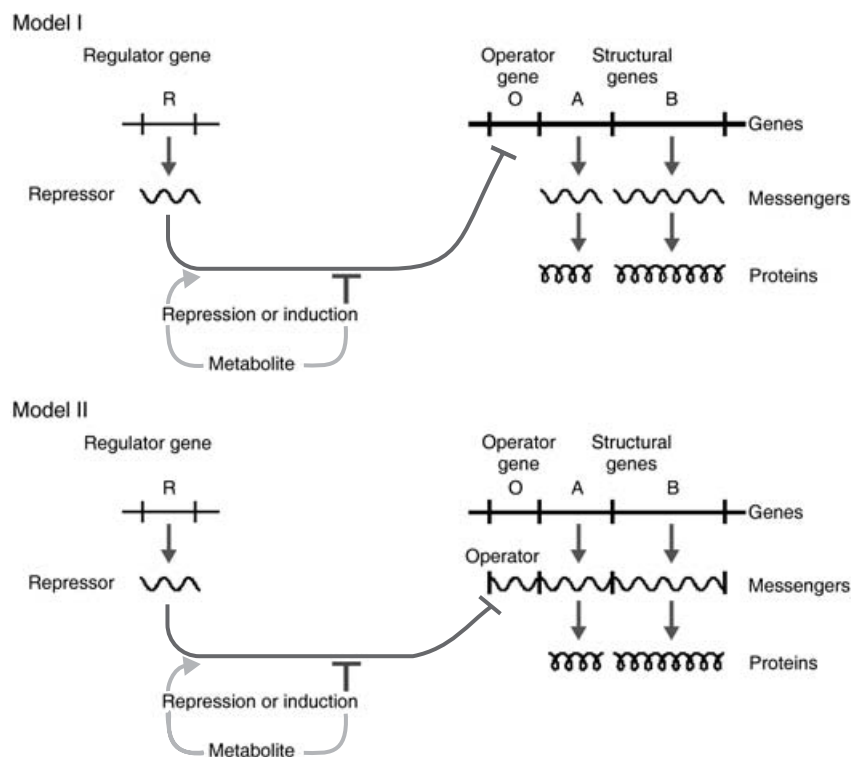 Model I
Regulator gene
Operator gene
Structural genes
R
O
A
B
Genes
Repressor
Messengers
Proteins
Repression or induction
Metabolite
Model II
Regulator gene
Operator gene
Structural genes
R
O
A
B
Genes
Operator
Repressor
Messengers
Proteins
Repression or induction
Metabolite